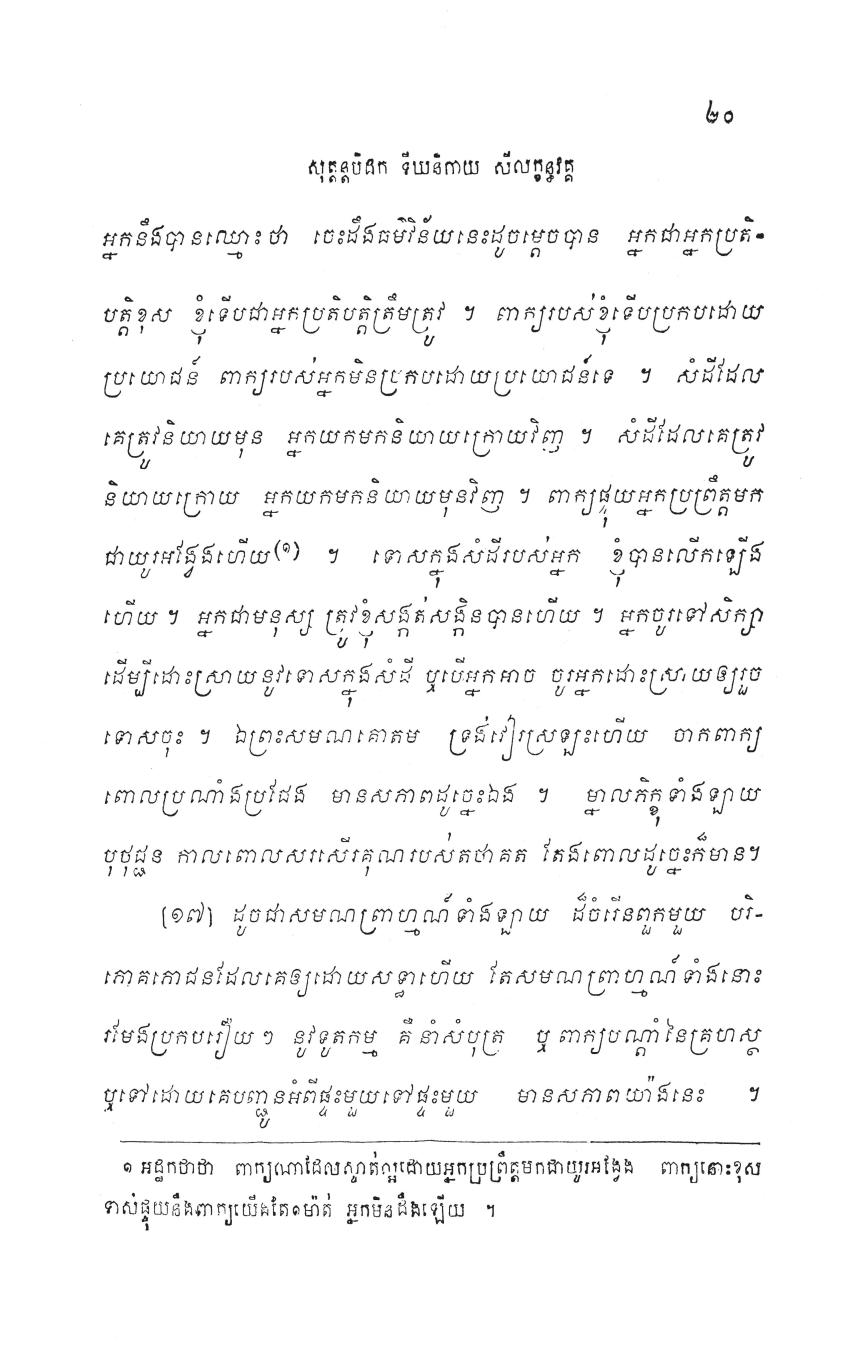 ២០
សុត្តន្តបិដក ទីឃនិកាយ សីលក្ខន្ធវគ្គ
អ្នកនឹងបានឈ្មោះថា ចេះដឹងធម៌វិន័យនេះដូចម្តេចបាន អ្នកជាអ្នកប្រតិ-
បត្តិខុស ខ្ញុំទើបជាអ្នកប្រតិបត្តិត្រឹមត្រូវ ។ ពាក្យរបស់ខ្ញុំទើបប្រកបដោយ
ប្រយោជន៍ ពាក្យរបស់អ្នកមិនប្រកបដោយប្រយោជន៍ទេ ។ សំដីដែល
គេត្រូវនិយាយមុន អ្នកយកមកនិយាយក្រោយវិញ ។ សំដីដែលគេត្រូវ
និយាយក្រោយ អ្នកយកមកនិយាយមុនវិញ ។ ពាក្យផ្ទុយអ្នកប្រព្រឹត្តមក
ជាយូរអង្វែងហើយ(១) ។ ទោសក្នុងសំដីរបស់អ្នក ខ្ញុំបានលើកឡើង
ហើយ ។ អ្នកជាមនុស្ស ត្រូវខ្ញុំសង្កត់សង្កិនបានហើយ ។ អ្នកចូរទៅសិក្សា
ដើម្បីដោះស្រាយនូវទោសក្នុងសំដី ឬបើអ្នកអាច ចូរអ្នកដោះស្រាយឲ្យរួច
ទោសចុះ ។ ឯព្រះសមណគោតម ទ្រង់វៀរស្រឡះហើយ ចាកពាក្យ
ពោលប្រណាំងប្រជែង មានសភាពដូច្នេះឯង ។ ម្នាលភិក្ខុទាំងឡាយ
បុថុជ្ជន កាលពោលសរសើរគុណរបស់តថាគត តែងពោលដូច្នេះក៏មាន។
[១៧] ដូចជាសមណព្រាហ្មណ៍ទាំងឡាយ ដ៏ចំរើនពួកមួយ បរិ-
ភោគភោជនដែលគេឲ្យដោយសទ្ធាហើយ តែសមណព្រាហ្មណ៍ទាំងនោះ
រមែងប្រកបរឿយៗ នូវទូតកម្ម គឺនាំសំបុត្រ ឬពាក្យបណ្តាំនៃគ្រហស្ថ
ឬទៅដោយគេបញ្ជូនអំពីផ្ទះមួយទៅផ្ទះមួយ មានសភាពយ៉ាងនេះ ។
១ អដ្ឋកថាថា ពាក្យណាដែលស្ទាត់ល្អដោយអ្នកប្រព្រឹត្តមកជាយូរអង្វែង ពាក្យនោះខុស
ទាស់ផ្ទុយនឹងពាក្យយើងតែ១ម៉ាត់ អ្នកមិនដឹងឡើយ ។